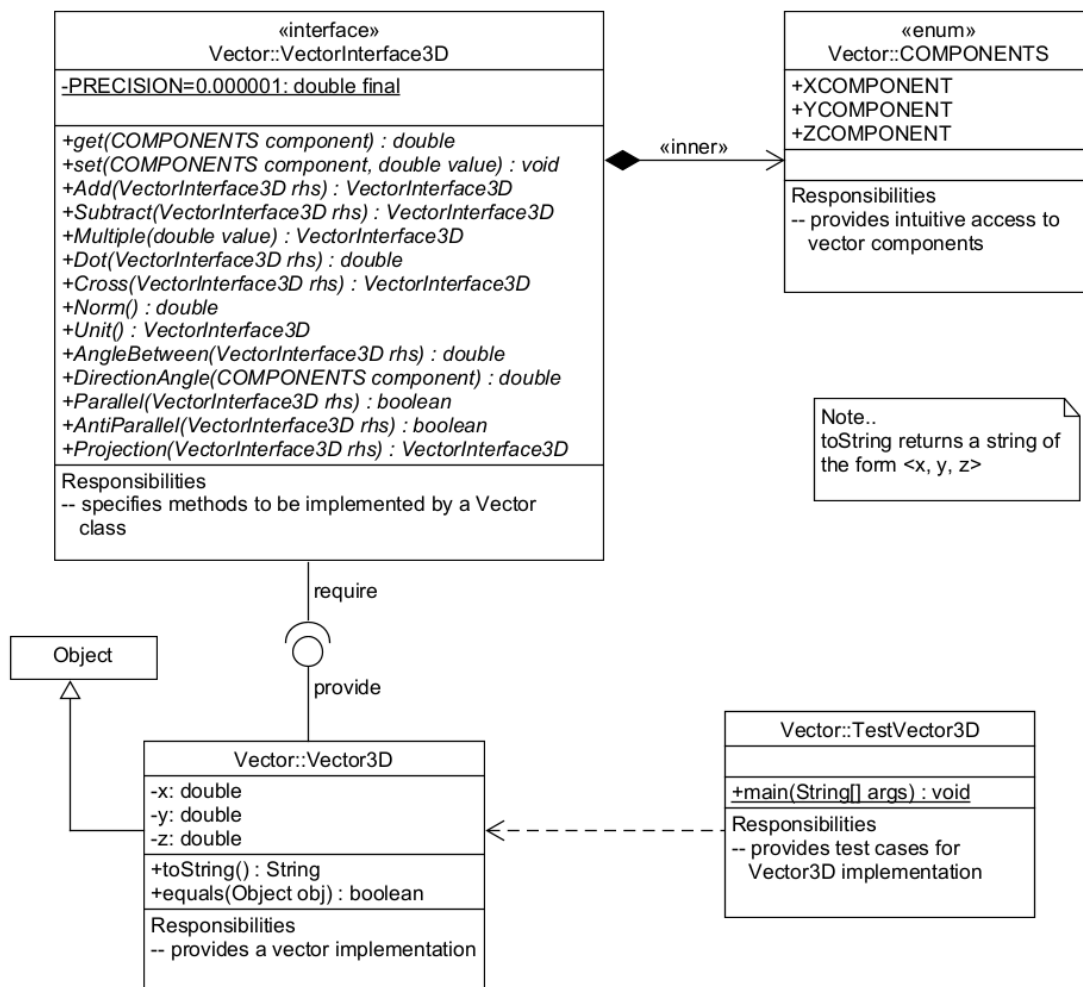 «interface»
Vector::VectorInterface3D
-PRECISION=0.000001: double final
+get(COMPONENTS component) : double
+set(COMPONENTS component, double value) : void
+Add(VectorInterface3D rhs) : VectorInterface3D
+Subtract(VectorInterface3D rhs) : VectorInterface3D
+Multiple(double value) : VectorInterface3D
+Dot(VectorInterface3D rhs) : double
+Cross(VectorInterface3D rhs) : VectorInterface3D
+Norm() : double
+Unit() : VectorInterface3D
+AngleBetween(VectorInterface3D rhs) : double
+DirectionAngle(COMPONENTS component) : double
+Parallel(VectorInterface3D rhs) : boolean
+AntiParallel(VectorInterface3D rhs) : boolean
+Projection(VectorInterface3D rhs) : VectorInterface3D
Responsibilities
-- specifies methods to be implemented by a Vector
class
«inner»
«enum»
Vector::COMPONENTS
+XCOMPONENT
+YCOMPONENT
+ZCOMPONENT
Responsibilities
-- provides intuitive access to
vector components
Note..
toString returns a string of
the form <x, y, z>
require
provide
Object
Vector::Vector3D
-x: double
-y: double
-z: double
+toString() : String
+equals(Object obj) : boolean
Responsibilities
-- provides a vector implementation
Vector::TestVector3D
+main(String[] args) : void
Responsibilities
-- provides test cases for
Vector3D implementation